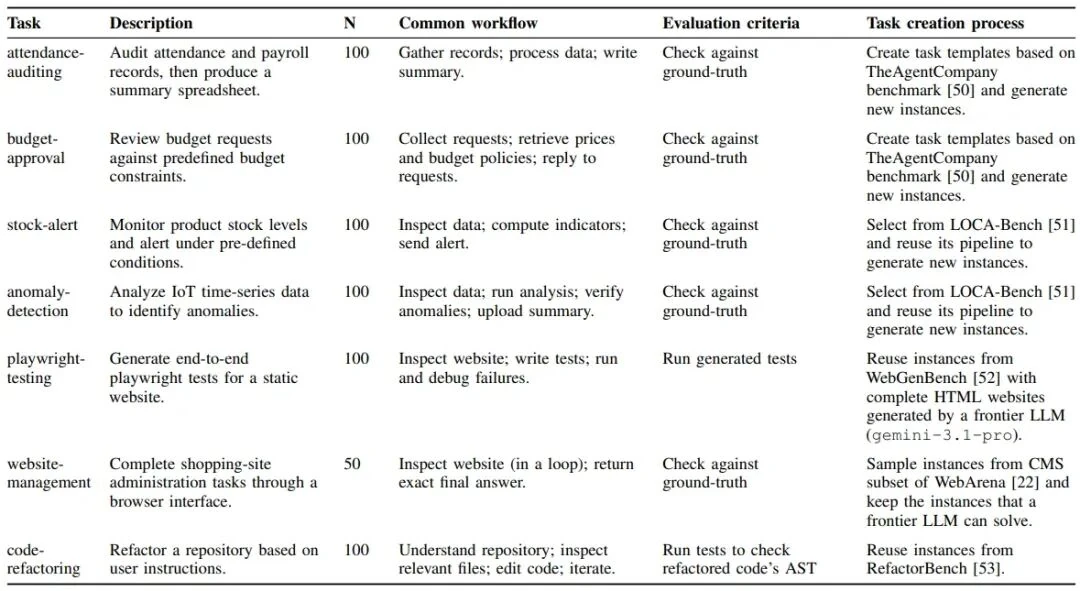 Task Description N Common workflow Evaluation criteria Task creation process
attendance- Audit attendance and payroll 100 Gather records; process data; write Check against Create task templates based on
auditing records, then produce a summary. ground-truth TheAgentCompany
summary spreadsheet. benchmark [50] and generate
new instances.
budget- Review budget requests 100 Collect requests; retrieve prices Check against Create task templates based on
approval against predefined budget and budget policies; reply to ground-truth TheAgentCompany
constraints. requests. benchmark [50] and generate
new instances.
stock-alert Monitor product stock levels 100 Inspect data; compute indicators; Check against Select from LOCA-Bench [51]
and alert under pre-defined send alert. ground-truth and reuse its pipeline to
conditions. generate new instances.
anomaly- Analyze IoT time-series data 100 Inspect data; run analysis; verify Check against Select from LOCA-Bench [51]
detection to identify anomalies. anomalies; upload summary. ground-truth and reuse its pipeline to
generate new instances.
playwright- Generate end-to-end 100 Inspect website; write tests; run Run generated tests Reuse instances from
testing playwright tests for a static and debug failures. WebGenBench [52] with
website. complete HTML websites
generated by a frontier LLM
(gemini-3.1-pro).
website- Complete shopping-site 50 Inspect website (in a loop); return Check against Sample instances from CMS
management administration tasks through a exact final answer. ground-truth subset of WebArena [22] and
browser interface. keep the instances that a
frontier LLM can solve.
code- Refactor a repository based on 100 Understand repository; inspect Run tests to check Reuse instances from
refactoring user instructions. relevant files; edit code; iterate. refactored code's AST RefactorBench [53].